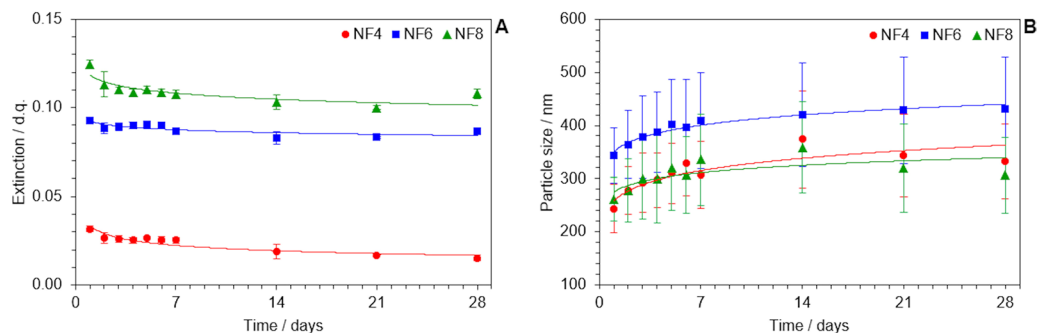 0.15
A
NF4 NF6 NF8
0.10
0.05
0.00
Extinction / d.q.
0 7 14 21 28
Time / days
600
B
NF4 NF6 NF8
500
400
300
200
100
Particle size / nm
0 7 14 21 28
Time / days